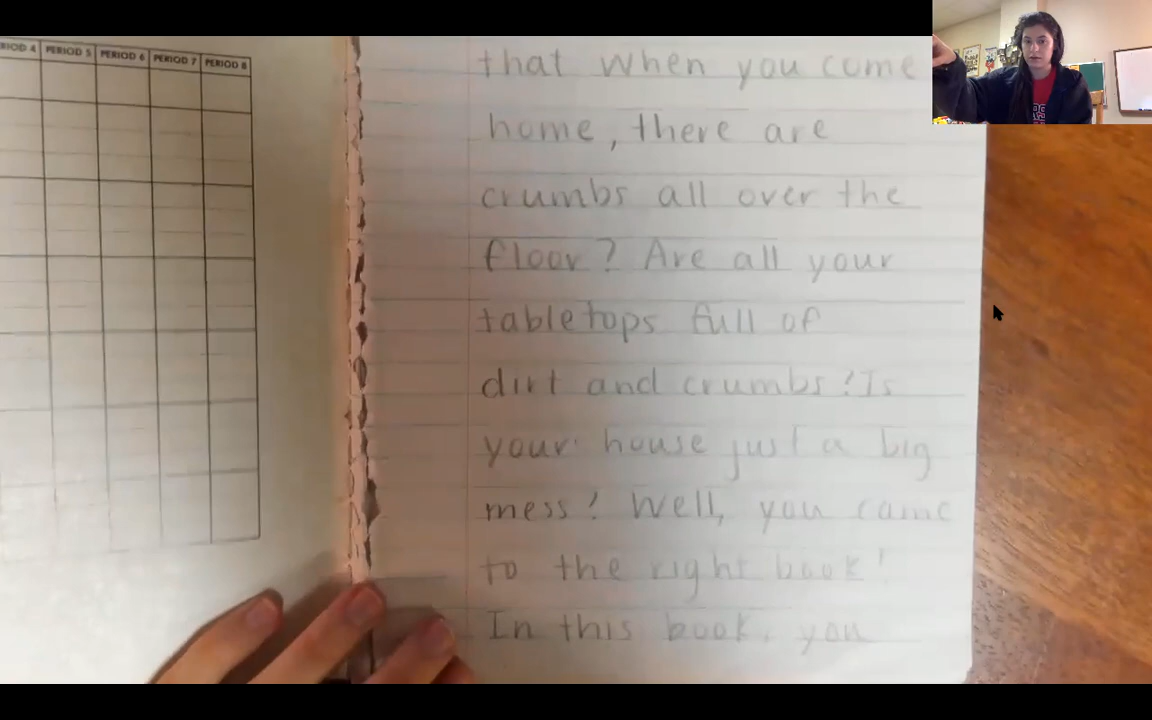 PERIOD 4 PERIOD 5 PERIOD 6 PERIOD 7 PERIOD 8
that when you come
home, there are
crumbs all over the
floor? Are all your
tabletops full of
dirt and crumbs? Is
your house just a big
mess? Well, you came
to the right book!
In this book, you